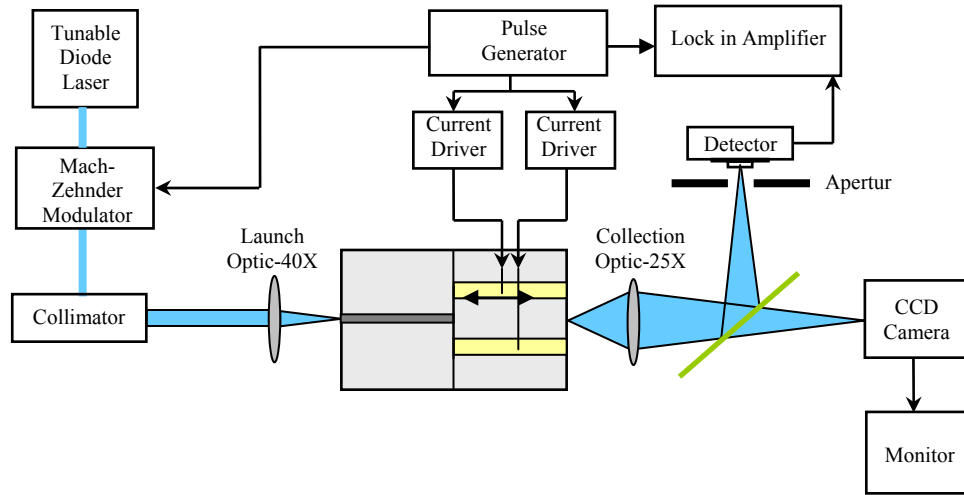 Tunable
Diode
Laser
Pulse
Generator
Lock in Amplifier
Current
Driver
Current
Driver
Detector
Mach-
Zehnder
Modulator
Apertur
Launch
Optic-40X
Collection
Optic-25X
Collimator
CCD
Camera
Monitor